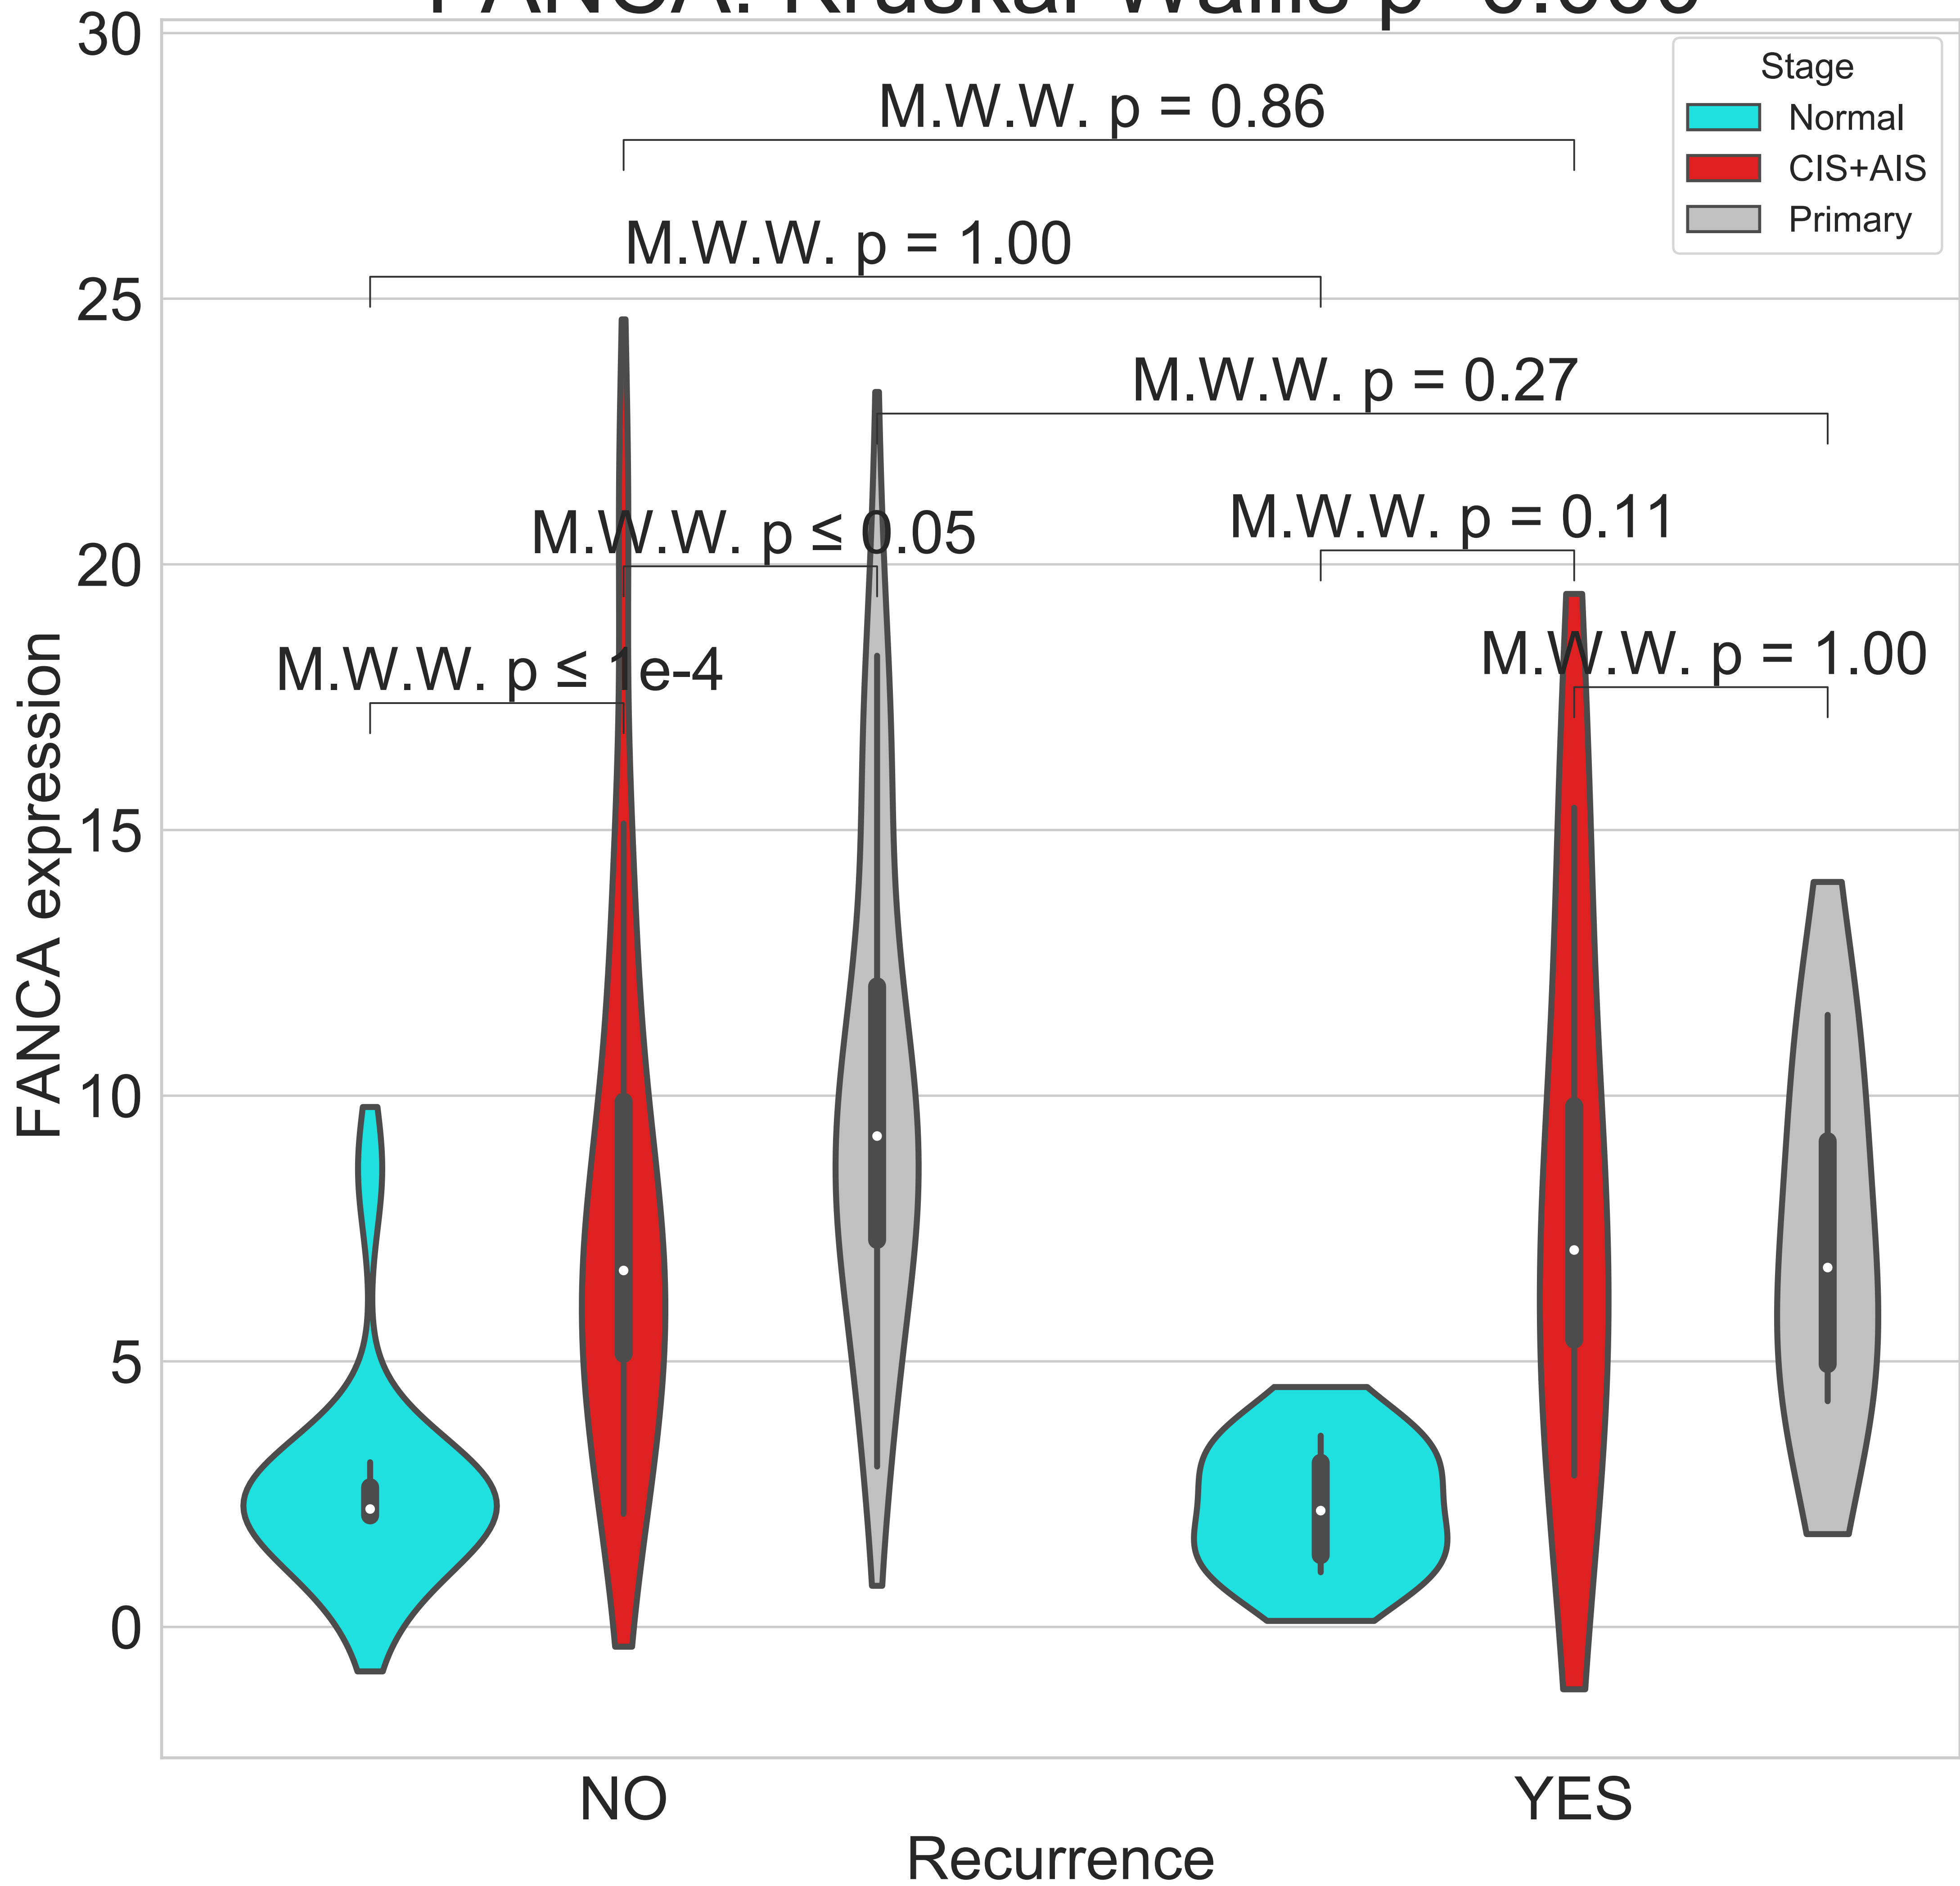 30
Stage
Normal
CIS+AIS
Primary
M.W.W. p = 0.86
M.W.W. p = 1.00
25
M.W.W. p = 0.27
M.W.W. p ≤ 0.05
M.W.W. p = 0.11
20
M.W.W. p ≤ 1e-4
M.W.W. p = 1.00
FANCA expression
15
10
5
0
NO
YES
Recurrence